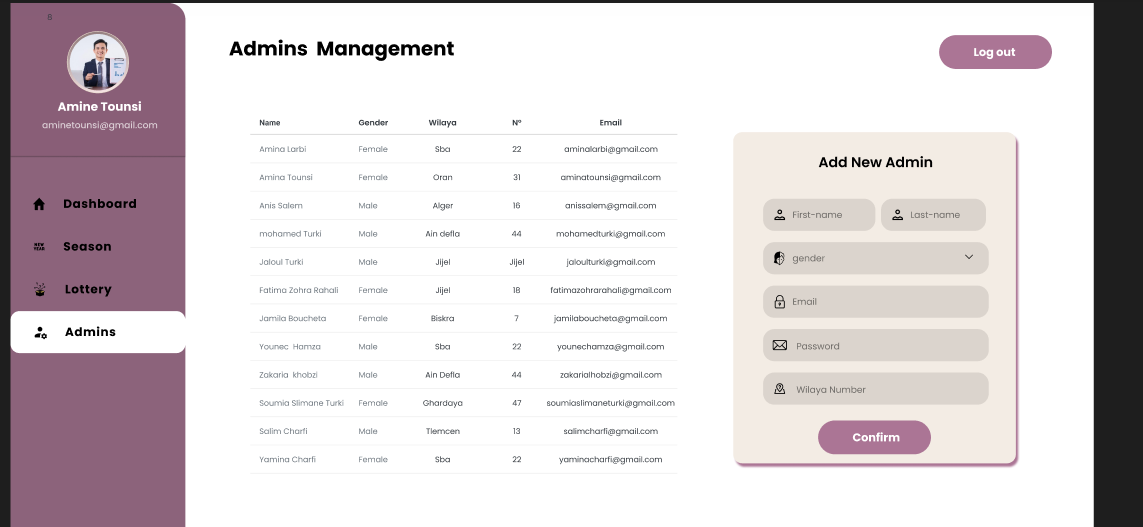 B
Amine Tounsi
aminetounsi@gmail.com
Dashboard
NEW YEAR
Season
Lottery
Admins
Admins Management
Log out
Name Gender Wilaya N° Email
Amina Larbi Female Sba 22 aminalarbi@gmail.com
Amina Tounsi Female Oran 31 aminatounsi@gmail.com
Anis Salem Male Alger 16 anissalem@gmail.com
mohamed Turki Male Ain defla 44 mohamedturki@gmail.com
Jaloul Turki Male Jijel Jijel jaloulturki@gmail.com
Fatima Zohra Rahali Female Jijel 18 fatimazohrarahali@gmail.com
Jamila Boucheta Female Biskra 7 jamilaboucheta@gmail.com
Younec Hamza Male Sba 22 younechamza@gmail.com
Zakaria khobzi Male Ain Defla 44 zakarialhobzi@gmail.com
Soumia Slimane Turki Female Ghardaya 47 soumiaslimaneturki@gmail.com
Salim Charfi Male Tlemcen 13 salimcharfi@gmail.com
Yamina Charfi Female Sba 22 yaminacharfi@gmail.com
Add New Admin
First-name Last-name
gender
Email
Password
Wilaya Number
Confirm